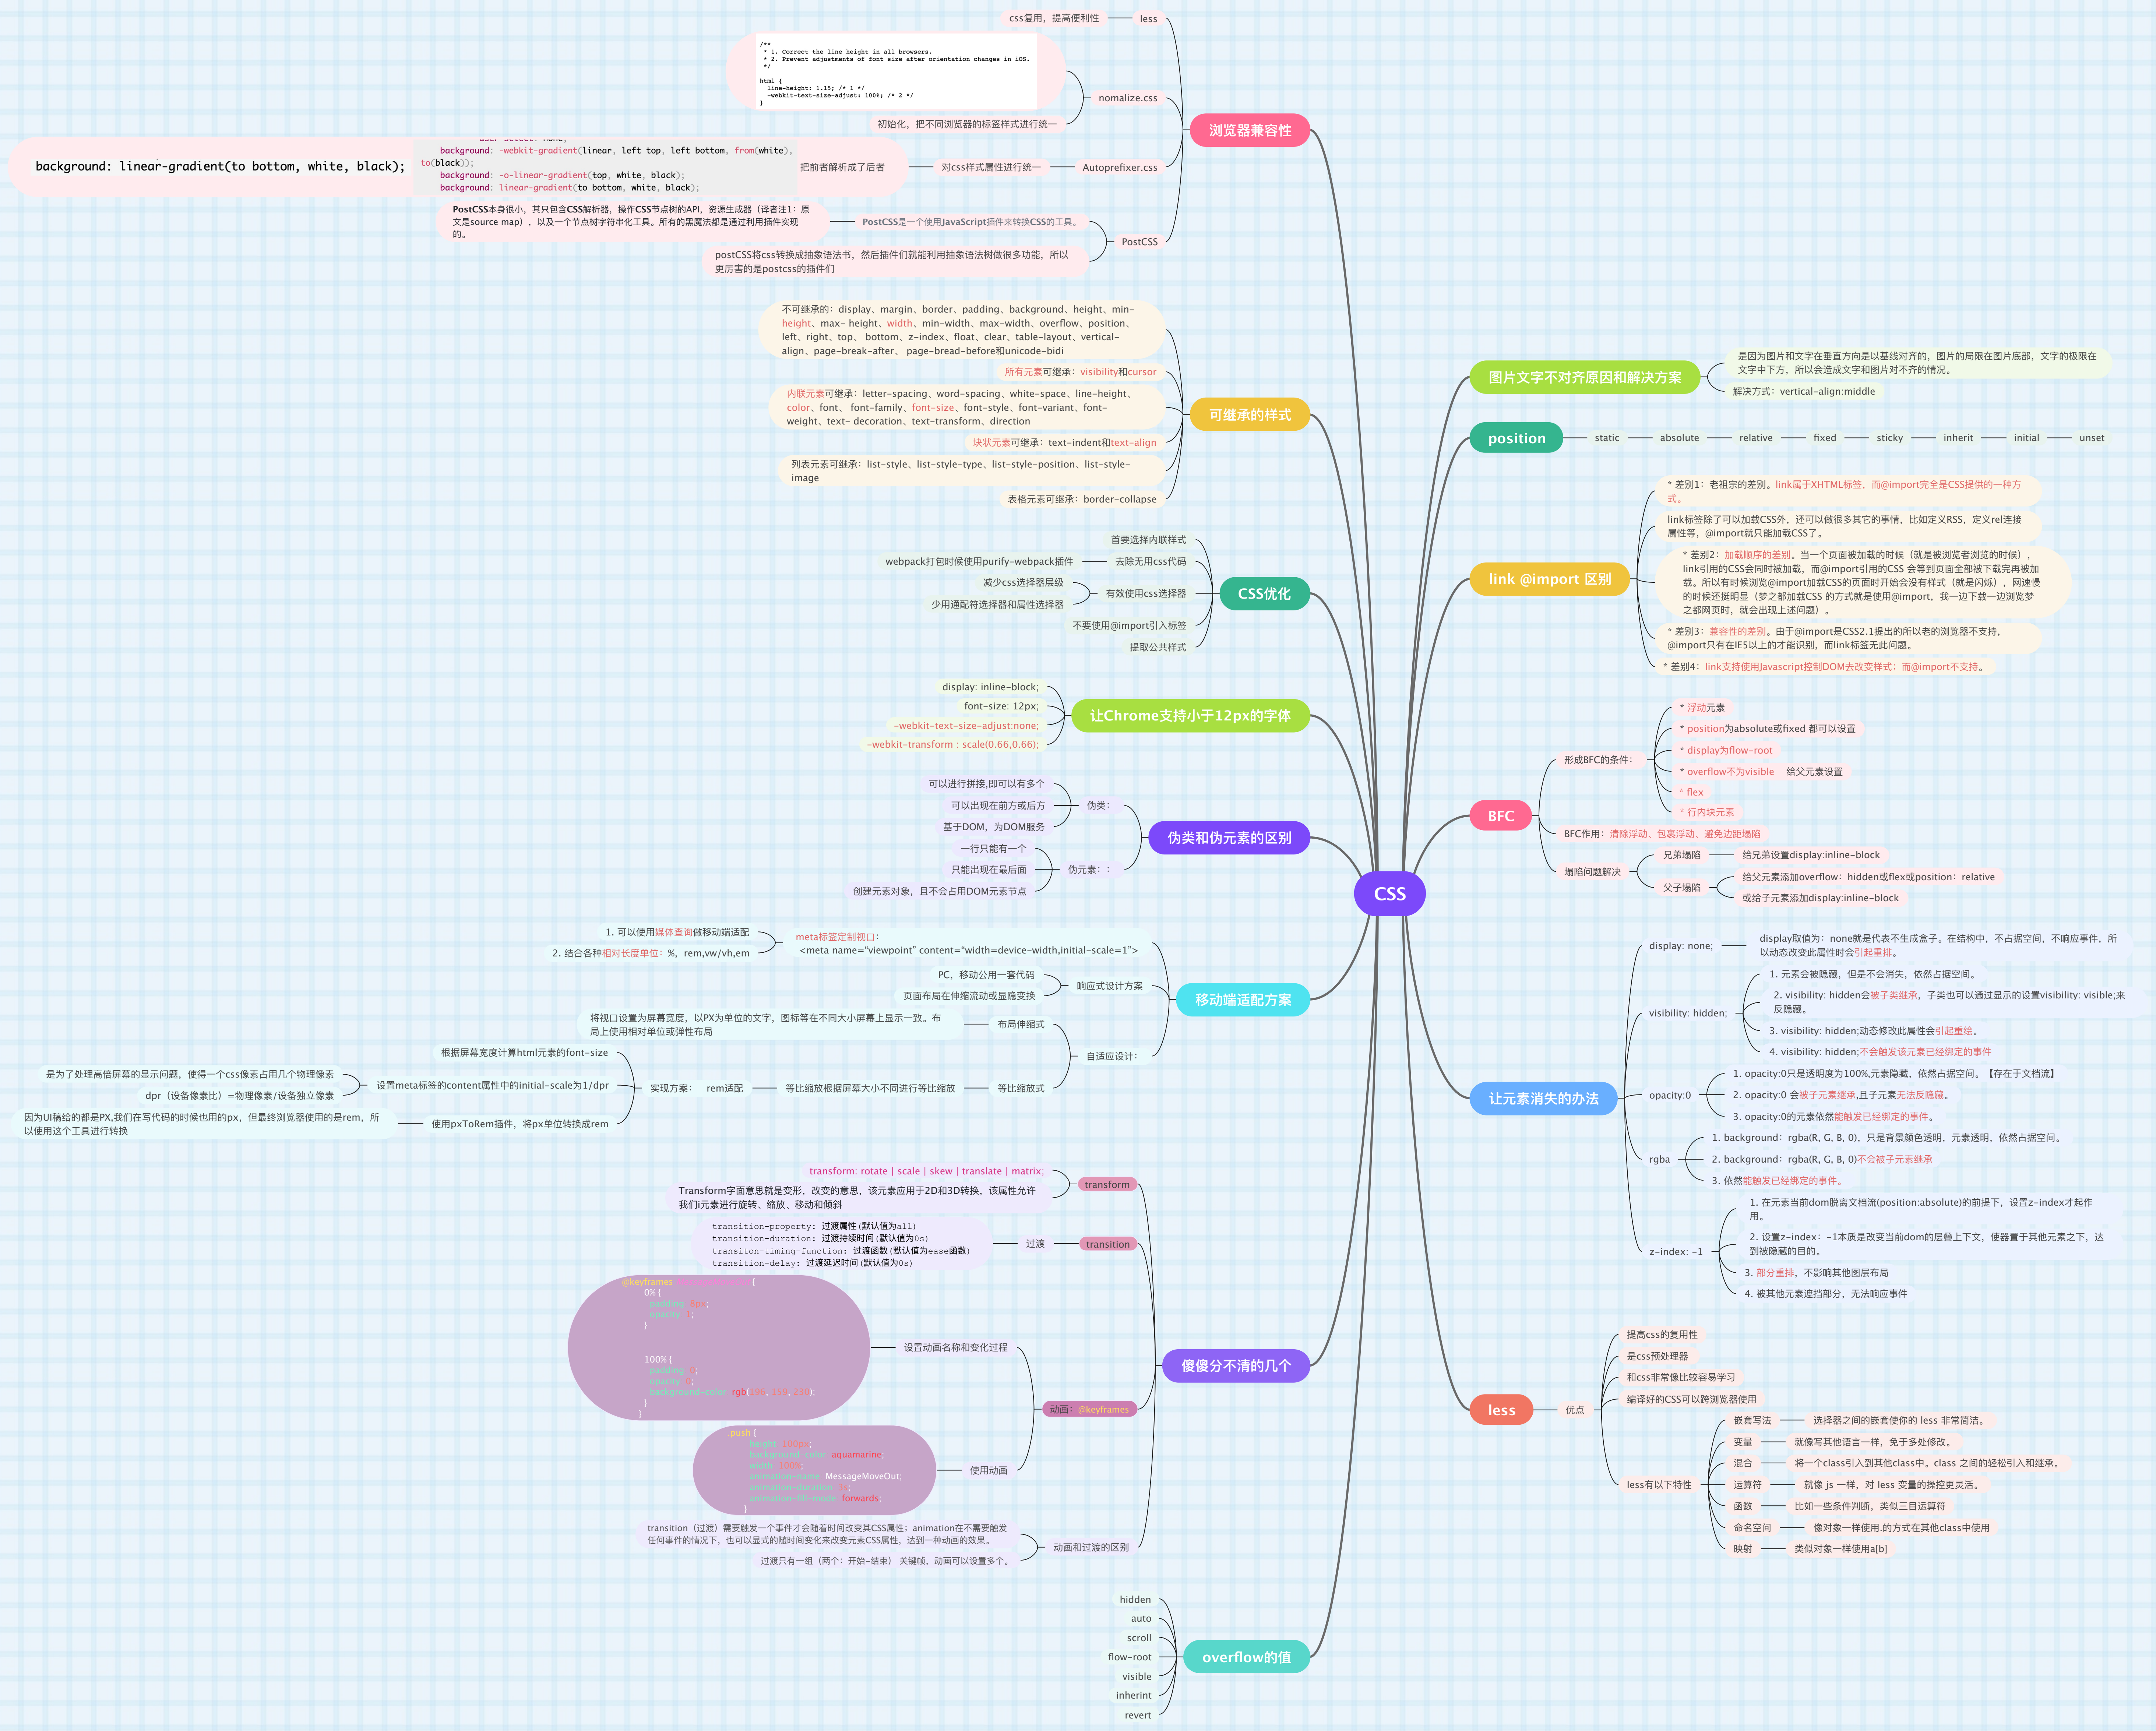 CSS
浏览器兼容性
less
css复用，提高便利性
nomalize.css
/**
* 1. Correct the line height in all browsers.
* 2. Prevent adjustments of font size after orientation changes in iOS.
*/
html {
line-height: 1.15; /* 1 */
-webkit-text-size-adjust: 100%; /* 2 */
}
初始化，把不同浏览器的标签样式进行统一
Autoprefixer.css
对css样式属性进行统一
background: linear-gradient(to bottom, white, black);
user-select: none;
background: -webkit-gradient(linear, left top, left bottom, from(white),
to(black));
background: -o-linear-gradient(top, white, black);
background: linear-gradient(to bottom, white, black);
把前者解析成了后者
PostCSS
PostCSS是一个使用JavaScript插件来转换CSS的工具。
PostCSS本身很小，其只包含CSS解析器，操作CSS节点树的API，资源生成器（译者注1：原
文是source map），以及一个节点树字符串化工具。所有的黑魔法都是通过利用插件实现
的。
postCSS将css转换成抽象语法书，然后插件们就能利用抽象语法树做很多功能，所以
更厉害的是postcss的插件们
可继承的样式
不可继承的：display、margin、border、padding、background、height、min-
height、max- height、width、min-width、max-width、overflow、position、
left、right、top、 bottom、z-index、float、clear、table-layout、vertical-
align、page-break-after、 page-bread-before和unicode-bidi
所有元素可继承：visibility和cursor
内联元素可继承：letter-spacing、word-spacing、white-space、line-height、
color、font、 font-family、font-size、font-style、font-variant、font-
weight、text- decoration、text-transform、direction
块状元素可继承：text-indent和text-align
列表元素可继承：list-style、list-style-type、list-style-position、list-style-
image
表格元素可继承：border-collapse
CSS优化
首要选择内联样式
去除无用css代码
webpack打包时候使用purify-webpack插件
有效使用css选择器
减少css选择器层级
少用通配符选择器和属性选择器
不要使用@import引入标签
提取公共样式
让Chrome支持小于12px的字体
display: inline-block;
font-size: 12px;
-webkit-text-size-adjust:none;
-webkit-transform : scale(0.66,0.66);
伪类和伪元素的区别
伪类：
可以进行拼接,即可以有多个
可以出现在前方或后方
基于DOM，为DOM服务
伪元素：：
一行只能有一个
只能出现在最后面
创建元素对象，且不会占用DOM元素节点
移动端适配方案
meta标签定制视口：
<meta name="viewpoint" content="width=device-width,initial-scale=1">
1. 可以使用媒体查询做移动端适配
2. 结合各种相对长度单位：%，rem,vw/vh,em
响应式设计方案
PC，移动公用一套代码
页面布局在伸缩流动或显隐变换
自适应设计：
布局伸缩式
将视口设置为屏幕宽度，以PX为单位的文字，图标等在不同大小屏幕上显示一致。布
局上使用相对单位或弹性布局
等比缩放式
等比缩放根据屏幕大小不同进行等比缩放
实现方案： rem适配
根据屏幕宽度计算html元素的font-size
设置meta标签的content属性中的initial-scale为1/dpr
是为了处理高倍屏幕的显示问题，使得一个css像素占用几个物理像素
dpr（设备像素比）=物理像素/设备独立像素
使用pxToRem插件，将px单位转换成rem
因为UI稿给的都是PX,我们在写代码的时候也用的px，但最终浏览器使用的是rem，所
以使用这个工具进行转换
傻傻分不清的几个
transform
transform: rotate | scale | skew | translate | matrix;
Transform字面意思就是变形，改变的意思，该元素应用于2D和3D转换，该属性允许
我们i元素进行旋转、缩放、移动和倾斜
transition
过渡
transition-property: 过渡属性(默认值为all)
transition-duration: 过渡持续时间(默认值为0s)
transiton-timing-function: 过渡函数(默认值为ease函数)
transition-delay: 过渡延迟时间(默认值为0s)
动画：@keyframes
设置动画名称和变化过程
@keyframes {
0% {
padding: 8px;
opacity: 1;
}
100% {
padding: 0;
opacity: 0;
background-color: rgb(196, 159, 230);
}
}
使用动画
.push {
height: 100px;
background-color: aquamarine;
width: 100%;
animation-name: MessageMoveOut;
animation-duration: ;
animation-fill-mode: forwards;
}
动画和过渡的区别
transition（过渡）需要触发一个事件才会随着时间改变其CSS属性；animation在不需要触发
任何事件的情况下，也可以显式的随时间变化来改变元素CSS属性，达到一种动画的效果。
过渡只有一组（两个：开始-结束） 关键帧，动画可以设置多个。
overflow的值
hidden
auto
scroll
flow-root
visible
inherint
revert
图片文字不对齐原因和解决方案
是因为图片和文字在垂直方向是以基线对齐的，图片的局限在图片底部，文字的极限在
文字中下方，所以会造成文字和图片对不齐的情况。
解决方式：vertical-align:middle
position
static
absolute
relative
fixed
sticky
inherit
initial
unset
link @import 区别
* 差别1：老祖宗的差别。link属于XHTML标签，而@import完全是CSS提供的一种方
式。
link标签除了可以加载CSS外，还可以做很多其它的事情，比如定义RSS，定义rel连接
属性等，@import就只能加载CSS了。
* 差别2：加载顺序的差别。当一个页面被加载的时候（就是被浏览者浏览的时候），
link引用的CSS会同时被加载，而@import引用的CSS 会等到页面全部被下载完再被加
载。所以有时候浏览@import加载CSS的页面时开始会没有样式（就是闪烁），网速慢
的时候还挺明显（梦之都加载CSS 的方式就是使用@import，我一边下载一边浏览梦
之都网页时，就会出现上述问题）。
* 差别3：兼容性的差别。由于@import是CSS2.1提出的所以老的浏览器不支持，
@import只有在IE5以上的才能识别，而link标签无此问题。
* 差别4：link支持使用Javascript控制DOM去改变样式；而@import不支持。
BFC
形成BFC的条件：
* 浮动元素
* position为absolute或fixed 都可以设置
* display为flow-root
* overflow不为visible 给父元素设置
* flex
* 行内块元素
BFC作用：清除浮动、包裹浮动、避免边距塌陷
塌陷问题解决
兄弟塌陷
给兄弟设置display:inline-block
父子塌陷
给父元素添加overflow：hidden或flex或position：relative
或给子元素添加display:inline-block
让元素消失的办法
display: none;
display取值为：none就是代表不生成盒子。在结构中，不占据空间，不响应事件，所
以动态改变此属性时会引起重排。
visibility: hidden;
1. 元素会被隐藏，但是不会消失，依然占据空间。
2. visibility: hidden会被子类继承，子类也可以通过显示的设置visibility: visible;来
反隐藏。
3. visibility: hidden;动态修改此属性会引起重绘。
4. visibility: hidden;不会触发该元素已经绑定的事件
opacity:0
1. opacity:0只是透明度为100%,元素隐藏，依然占据空间。【存在于文档流】
2. opacity:0 会被子元素继承,且子元素无法反隐藏。
3. opacity:0的元素依然能触发已经绑定的事件。
rgba
1. background：rgba(R, G, B, 0)，只是背景颜色透明，元素透明，依然占据空间。
2. background：rgba(R, G, B, 0)不会被子元素继承
3. 依然能触发已经绑定的事件。
z-index: -1
1. 在元素当前dom脱离文档流(position:absolute)的前提下，设置z-index才起作
用。
2. 设置z-index：-1本质是改变当前dom的层叠上下文，使器置于其他元素之下，达
到被隐藏的目的。
3. 部分重排，不影响其他图层布局
4. 被其他元素遮挡部分，无法响应事件
less
优点
提高css的复用性
是css预处理器
和css非常像比较容易学习
编译好的CSS可以跨浏览器使用
less有以下特性
嵌套写法
选择器之间的嵌套使你的 less 非常简洁。
变量
就像写其他语言一样，免于多处修改。
混合
将一个class引入到其他class中。class 之间的轻松引入和继承。
运算符
就像 js 一样，对 less 变量的操控更灵活。
函数
比如一些条件判断，类似三目运算符
命名空间
像对象一样使用.的方式在其他class中使用
映射
类似对象一样使用a[b]